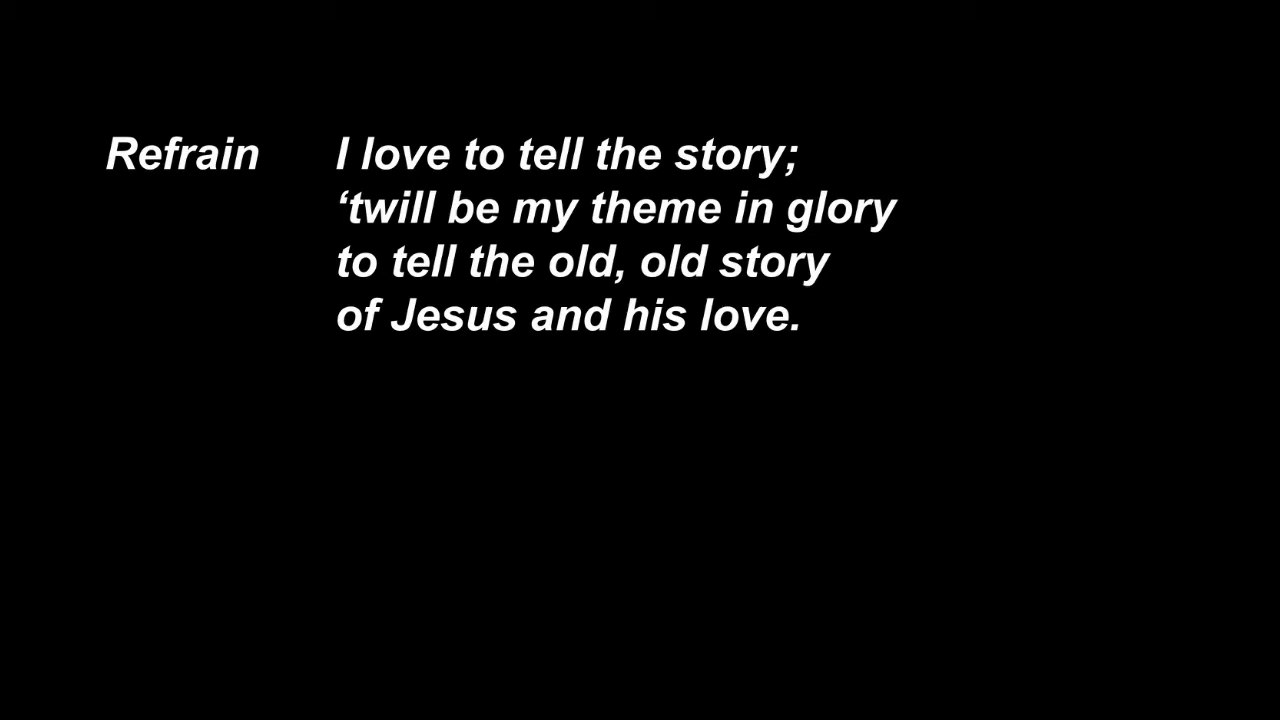 Refrain I love to tell the story;
‘twill be my theme in glory
to tell the old, old story
of Jesus and his love.